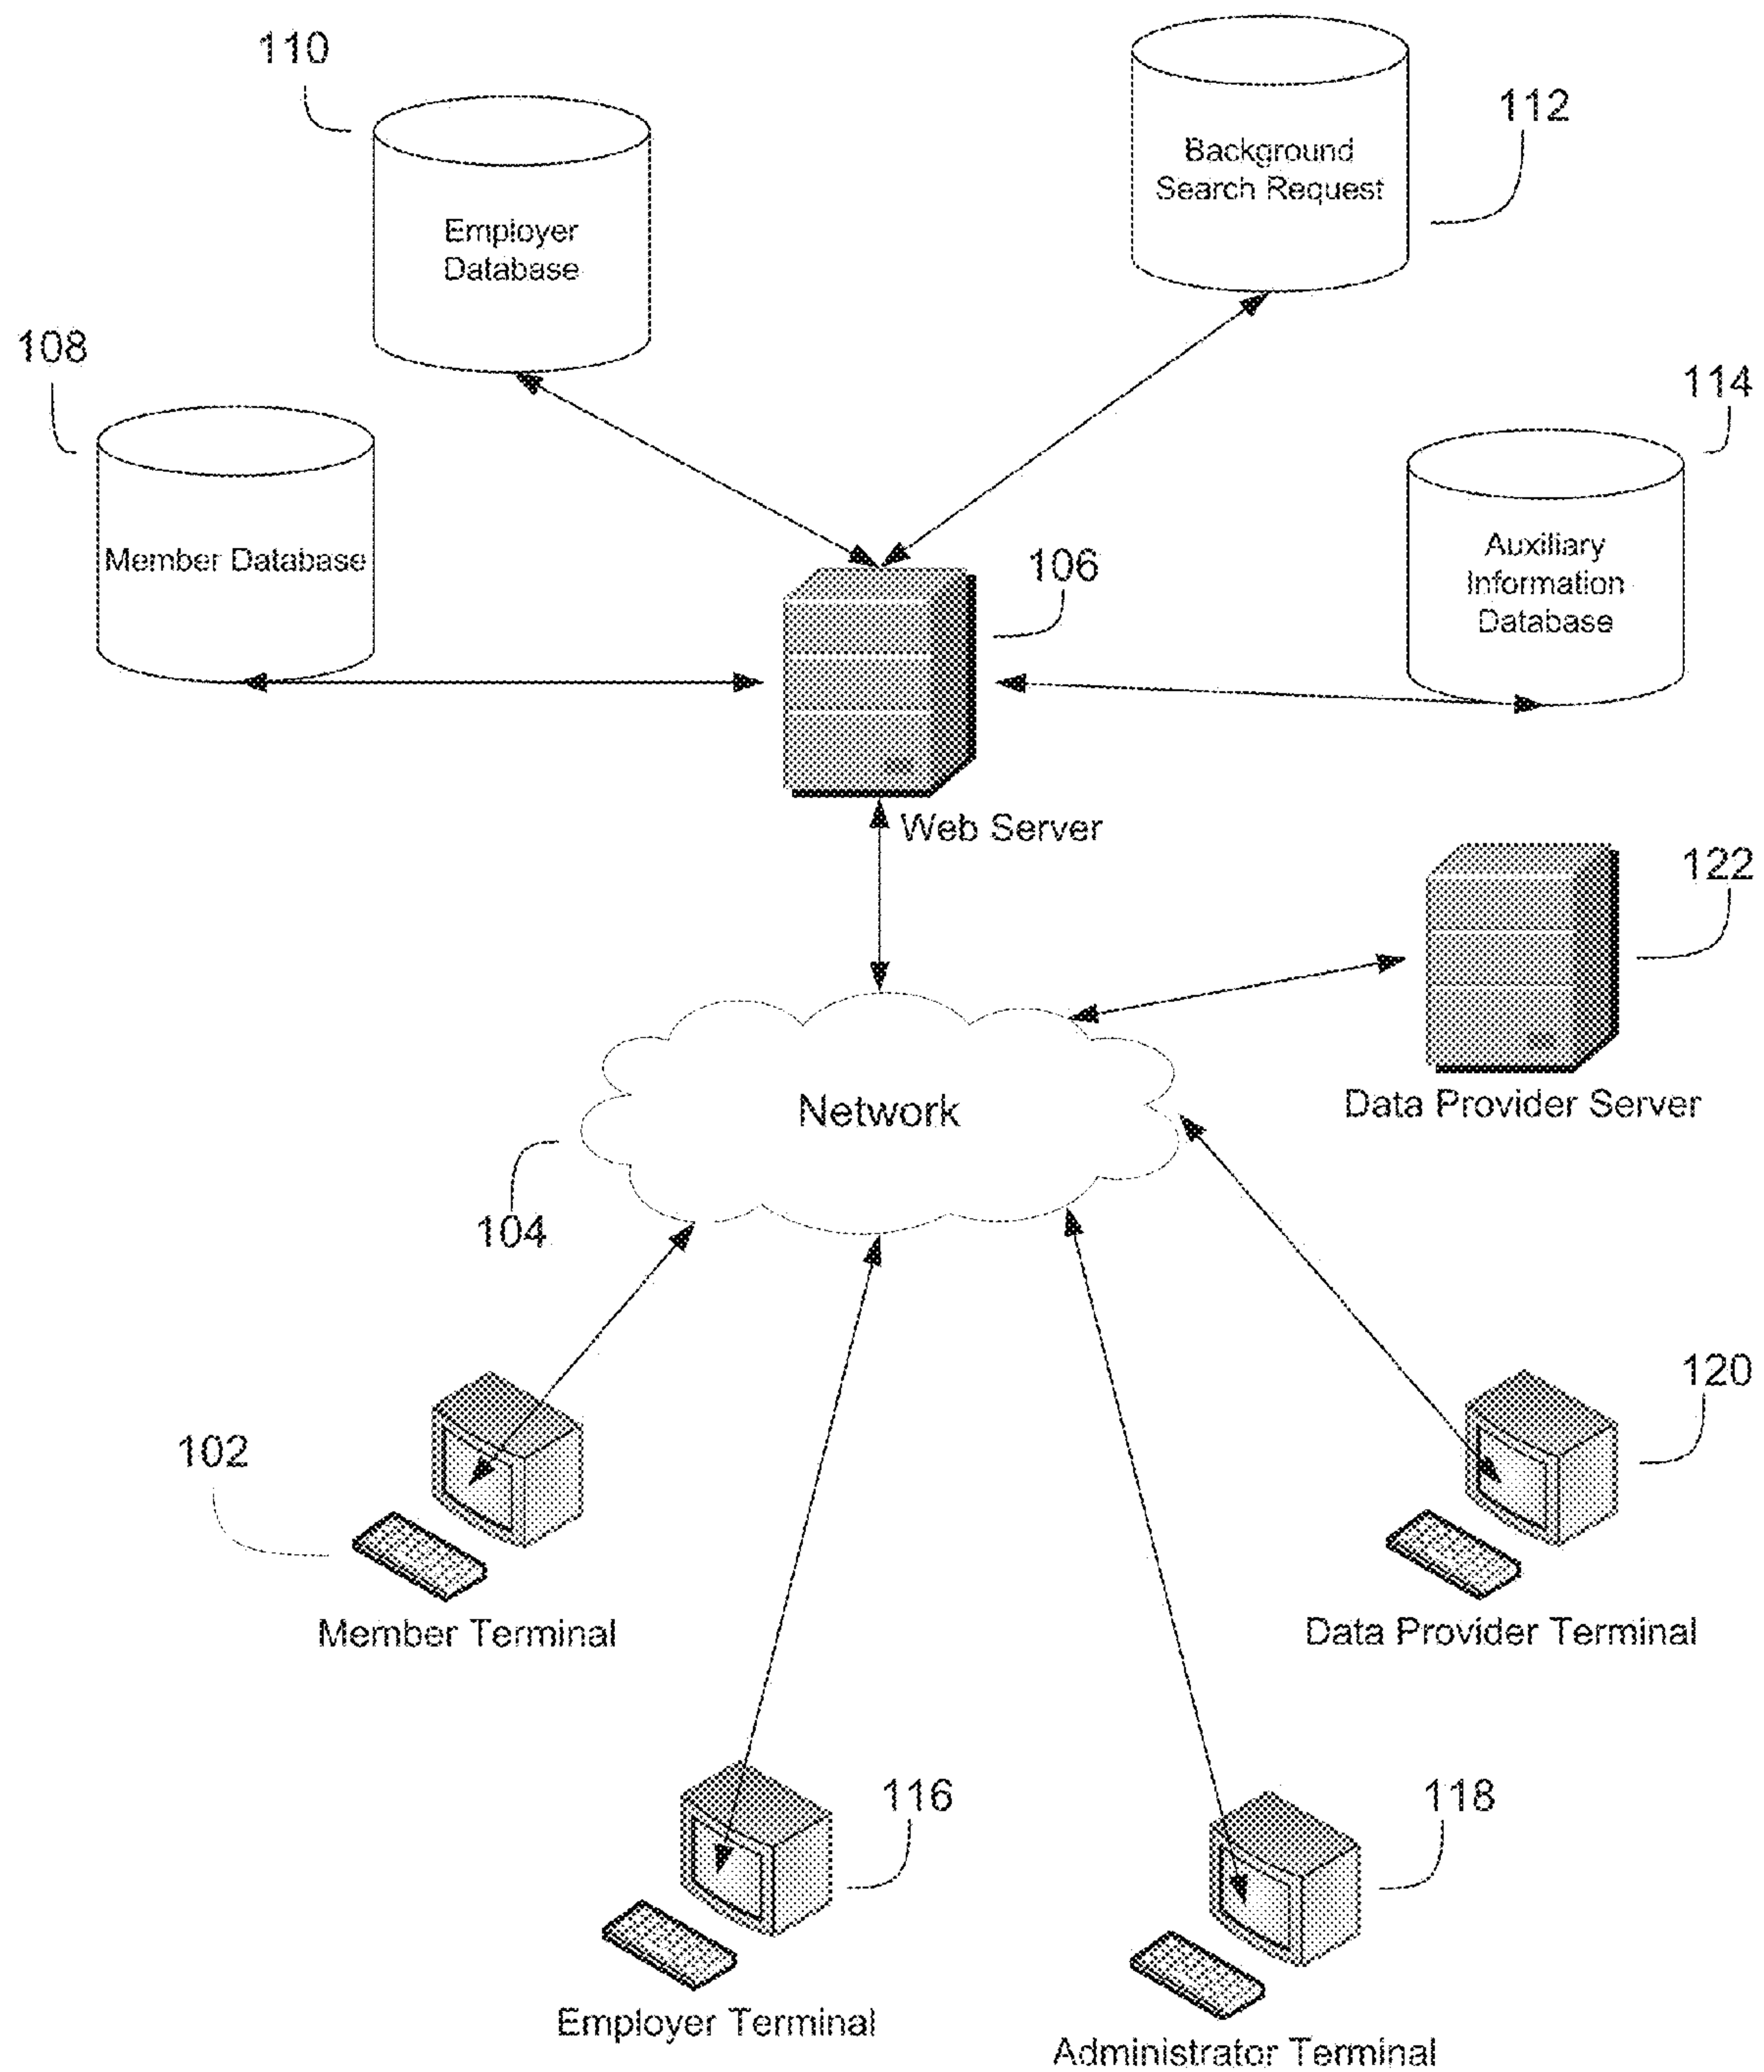 110
112
Background
Search Request
Employer
Database
108
114
Member Database
106
Auxiliary
Information
Database
Web Server
122
Network
Data Provider Server
104
120
102
Member Terminal
Data Provider Terminal
116
118
Employer Terminal
Administrator Terminal